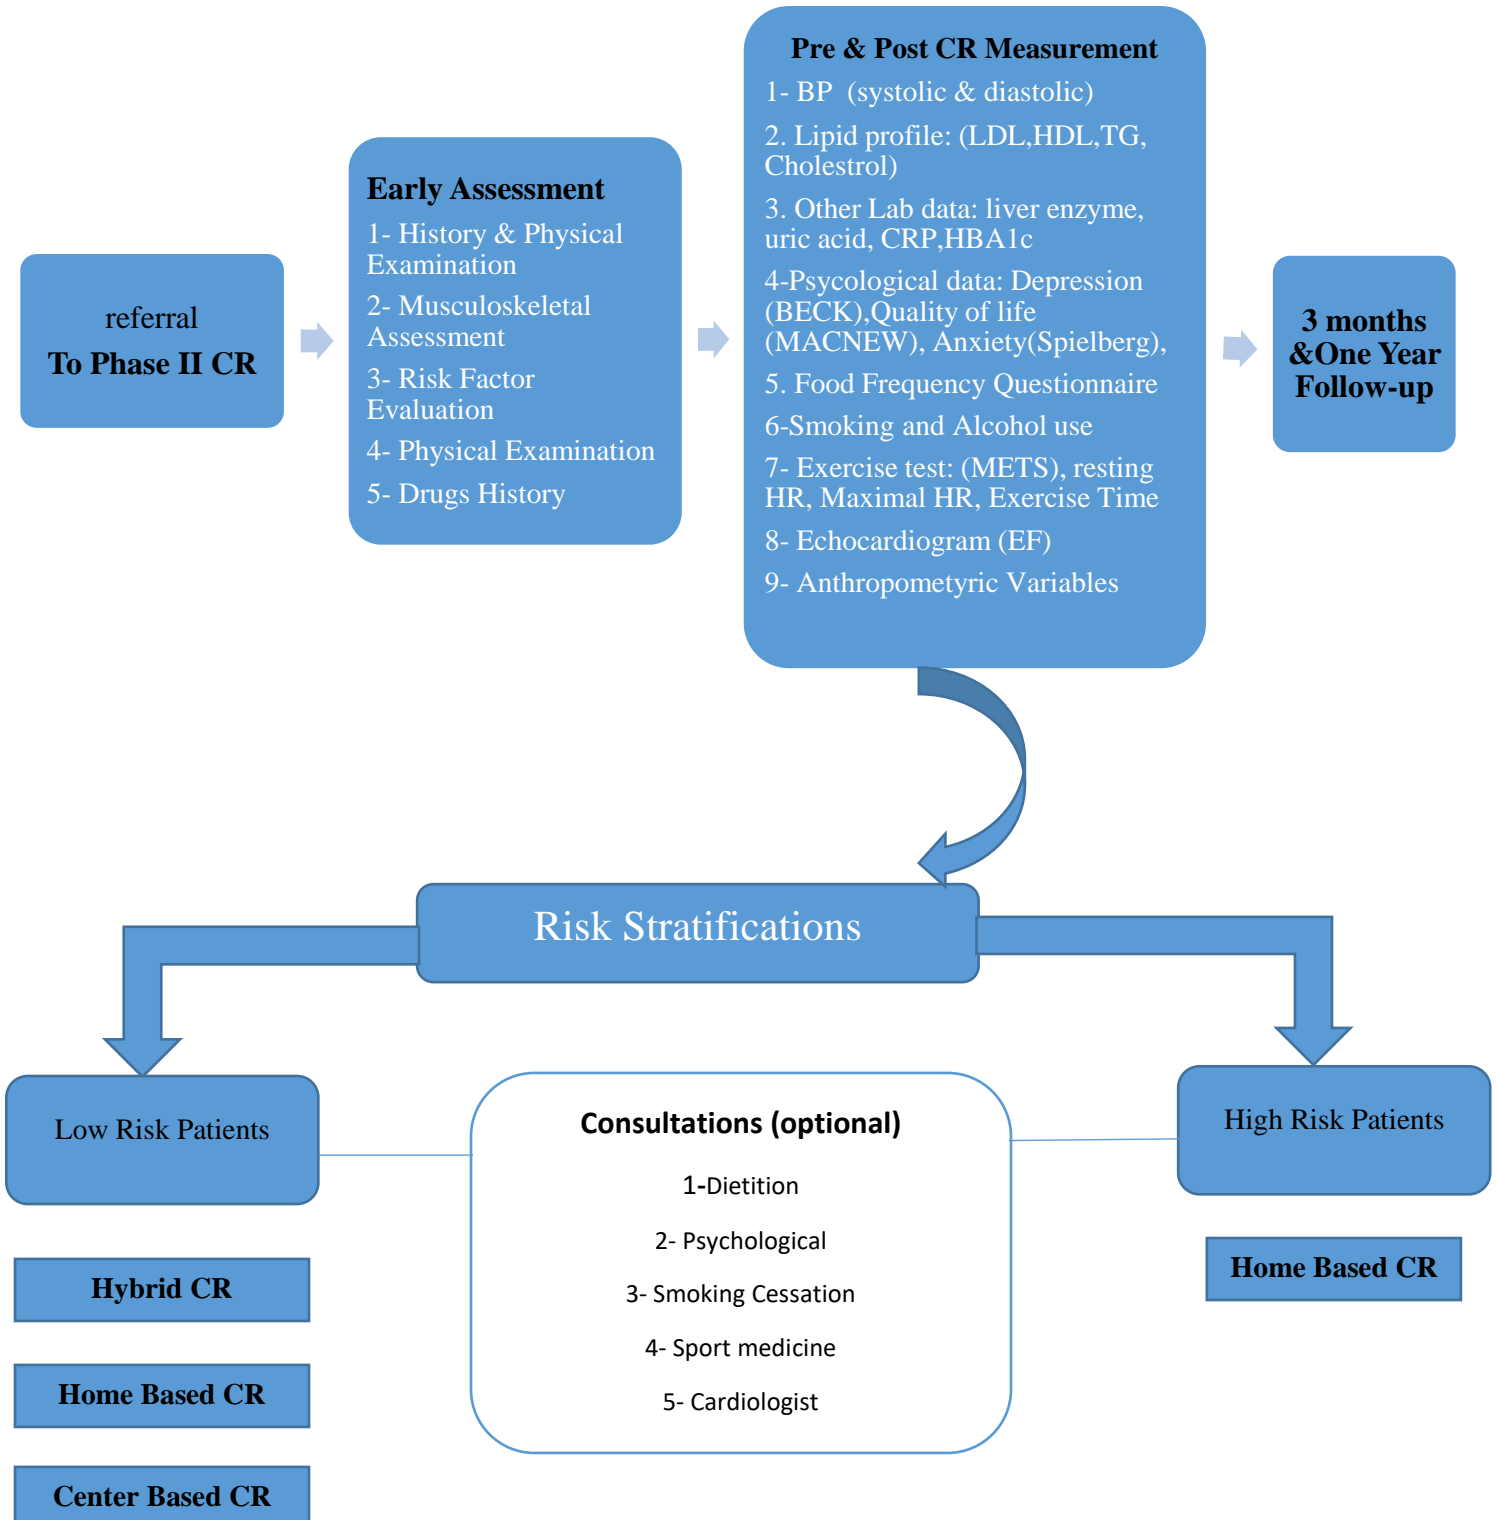 referral
To Phase II CR
Early Assessment
1- History & Physical
Examination
2- Musculoskeletal
Assessment
3- Risk Factor
Evaluation
4- Physical Examination
5- Drugs History
Pre & Post CR Measurement
1- BP (systolic & diastolic)
2. Lipid profile: (LDL,HDL,TG,
Cholestrol)
3. Other Lab data: liver enzyme,
uric acid, CRP,HBA1c
4-Psycological data: Depression
(BECK),Quality of life
(MACNEW), Anxiety(Spielberg),
5. Food Frequency Questionnaire
6-Smoking and Alcohol use
7- Exercise test: (METS), resting
HR, Maximal HR, Exercise Time
8- Echocardiogram (EF)
9- Anthropometyric Variables
3 months
&One Year
Follow-up
Risk Stratifications
Low Risk Patients
Hybrid CR
Home Based CR
Center Based CR
Consultations (optional)
1-Dietition
2- Psychological
3- Smoking Cessation
4- Sport medicine
5- Cardiologist
High Risk Patients
Home Based CR